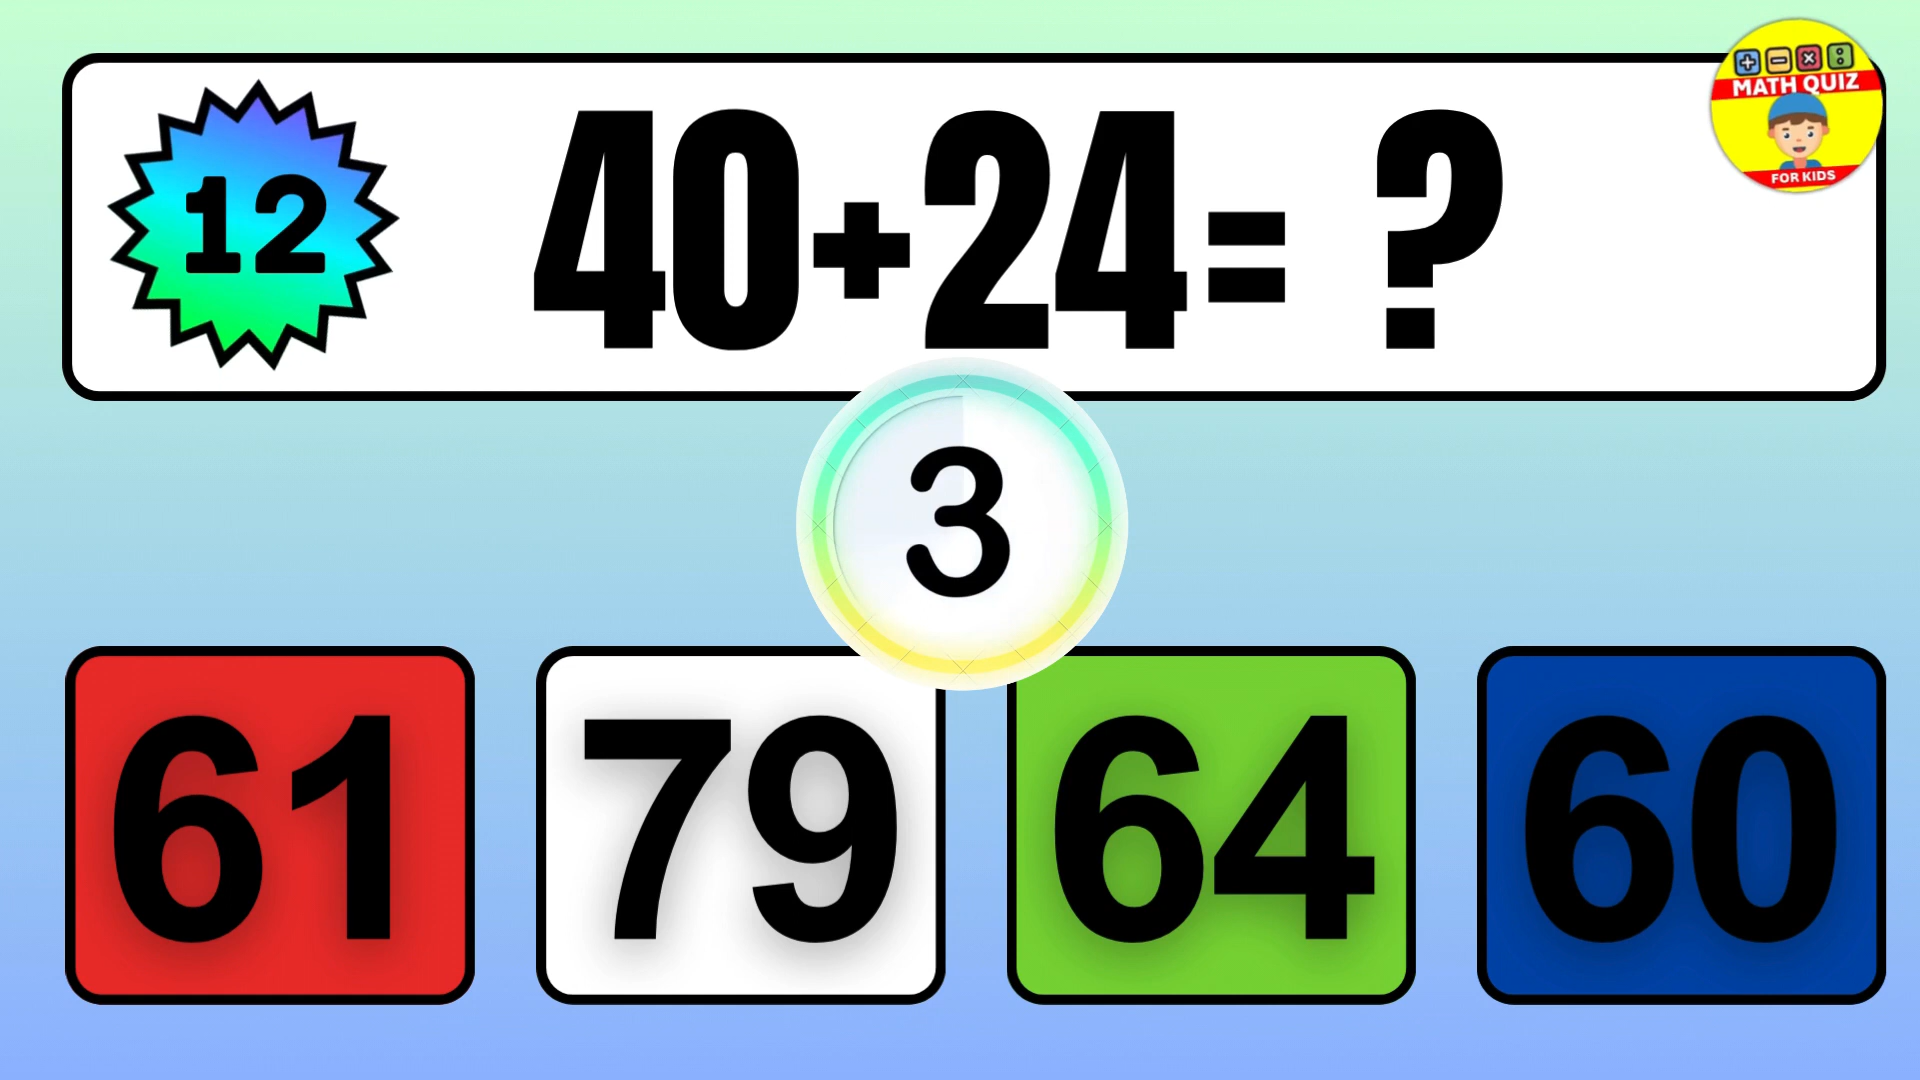 12
40+24= ?
+ − × :
MATH QUIZ
FOR KIDS
3
61
79
64
60